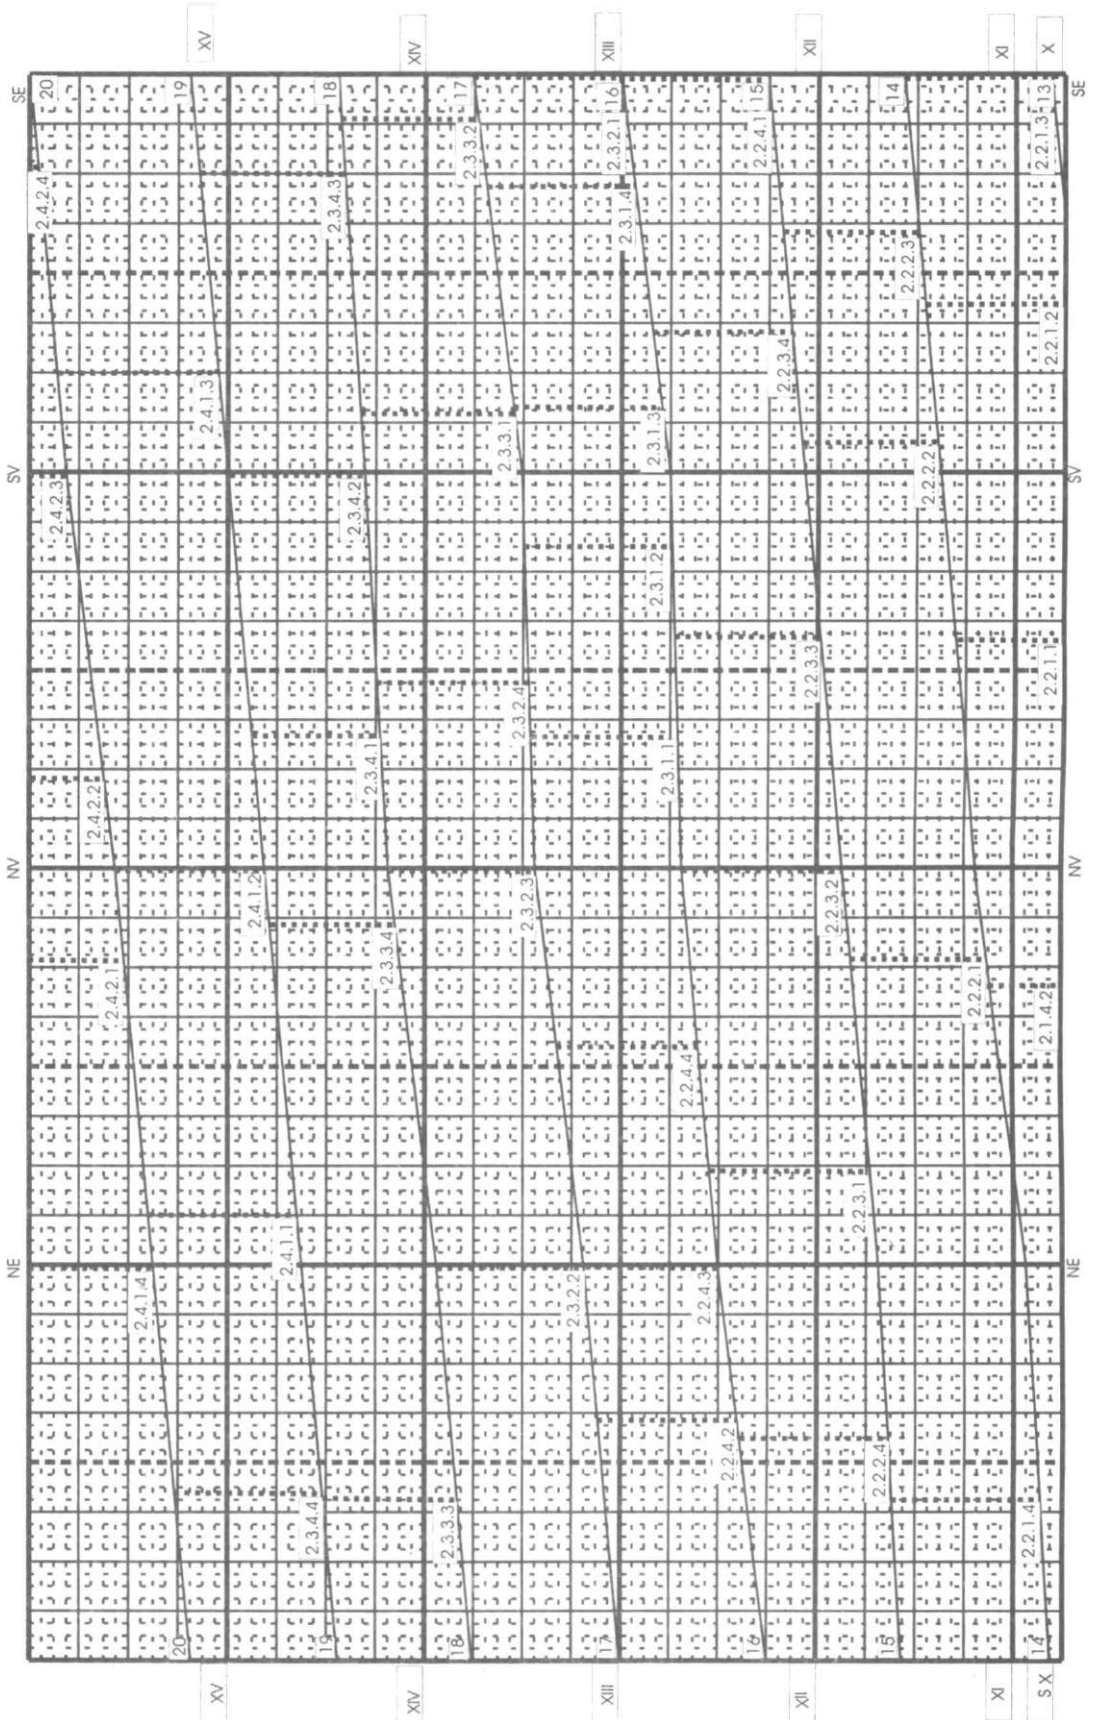 NE NV SV SE
20 2.4.1.4 2.4.2.1 2.4.2.2 2.4.2.3 2.4.2.4 20
XV XV
19 2.3.4.4 2.4.1.1 2.4.1.2 2.4.1.3 19
XIV XIV
18 2.3.3.3 2.3.3.4 2.3.4.1 2.3.4.2 2.3.4.3 18
17 2.3.2.2 2.3.2.3 2.3.2.4 2.3.3.1 2.3.3.2 17
XIII XIII
16 2.2.4.2 2.2.4.3 2.2.4.4 2.3.1.1 2.3.1.2 2.3.1.3 2.3.1.4 2.3.2.1 16
XII XII
15 2.2.2.4 2.2.3.1 2.2.3.2 2.2.3.3 2.2.3.4 2.2.4.1 15
XI XI
14 2.2.1.4 2.2.2.1 2.2.2.2 2.2.2.3 14
S X 2.1.4.2 2.2.1.1 2.2.1.2 2.2.1.3 13 X
NE NV SV SE